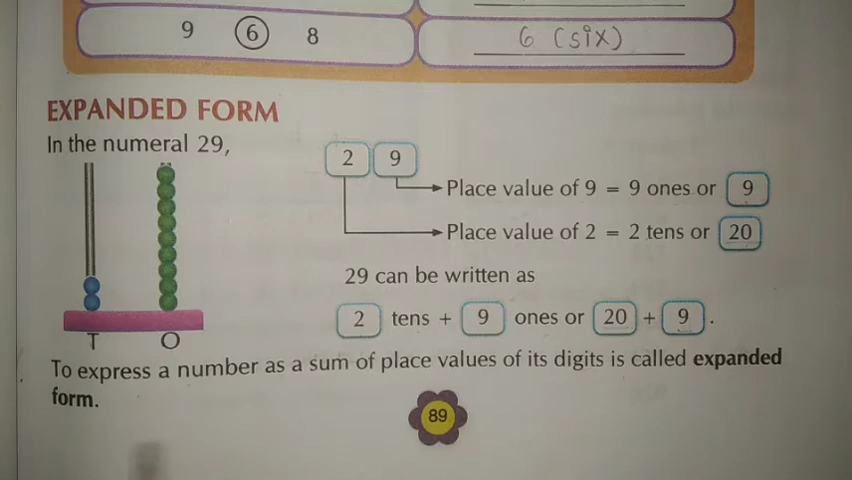 9 6 8 6 (six)
EXPANDED FORM
In the numeral 29,
2 9
Place value of 9 = 9 ones or 9
Place value of 2 = 2 tens or 20
29 can be written as
2 tens + 9 ones or 20 + 9 .
T O
To express a number as a sum of place values of its digits is called expanded
form.
89